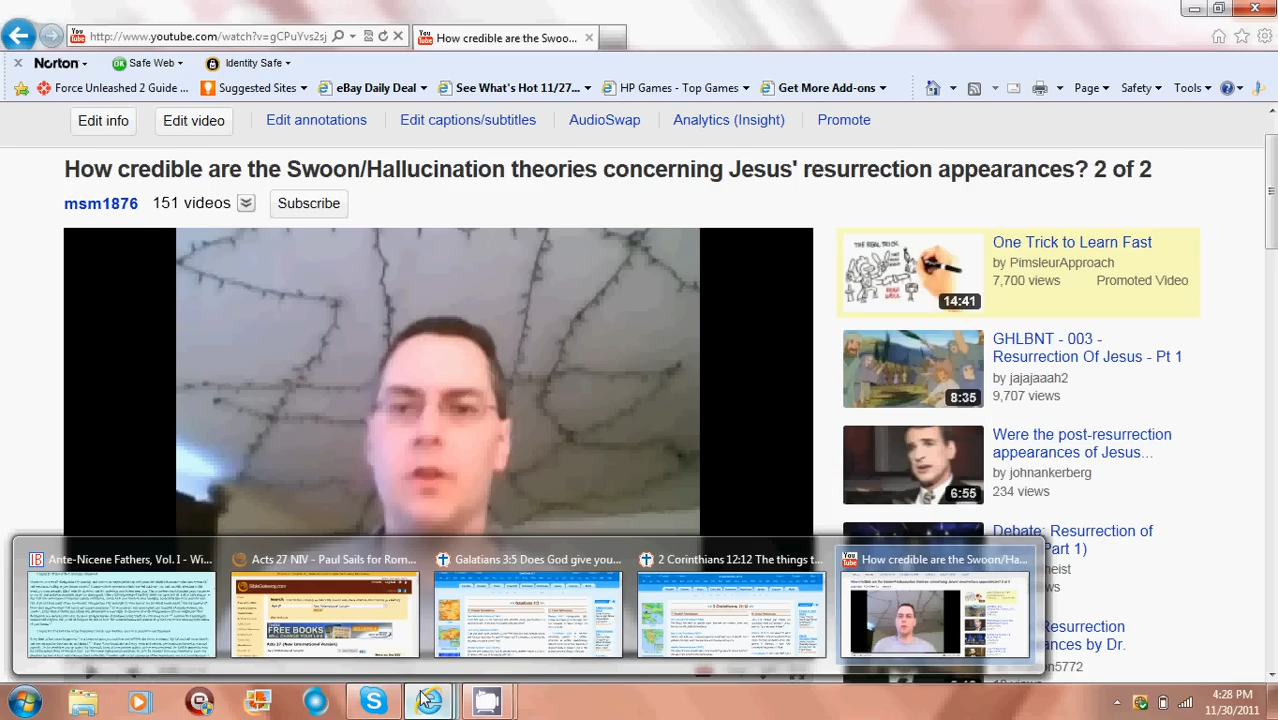 http://www.youtube.com/watch?v=gCPuYvs2sj
How credible are the Swoo...
Norton
Safe Web
Identity Safe
Force Unleashed 2 Guide ...
Suggested Sites
eBay Daily Deal
See What's Hot 11/27...
HP Games - Top Games
Get More Add-ons
Page
Safety
Tools
Edit info
Edit video
Edit annotations
Edit captions/subtitles
AudioSwap
Analytics (Insight)
Promote
How credible are the Swoon/Hallucination theories concerning Jesus' resurrection appearances? 2 of 2
msm1876
151 videos
Subscribe
14:41
One Trick to Learn Fast
by PimsleurApproach
7,700 views
Promoted Video
8:35
GHLBNT - 003 -
Resurrection Of Jesus - Pt 1
by jajajaaah2
9,707 views
6:55
Were the post-resurrection
appearances of Jesus...
by johnankerberg
234 views
Debate: Resurrection of
Part 1)
Ante-Nicene Fathers, Vol. I - Wi...
Acts 27 NIV - Paul Sails for Rom...
Galatians 3:5 Does God give you...
2 Corinthians 12:12 The things t...
How credible are the Swoon/Ha...
by Dr.
4:28 PM
11/30/2011